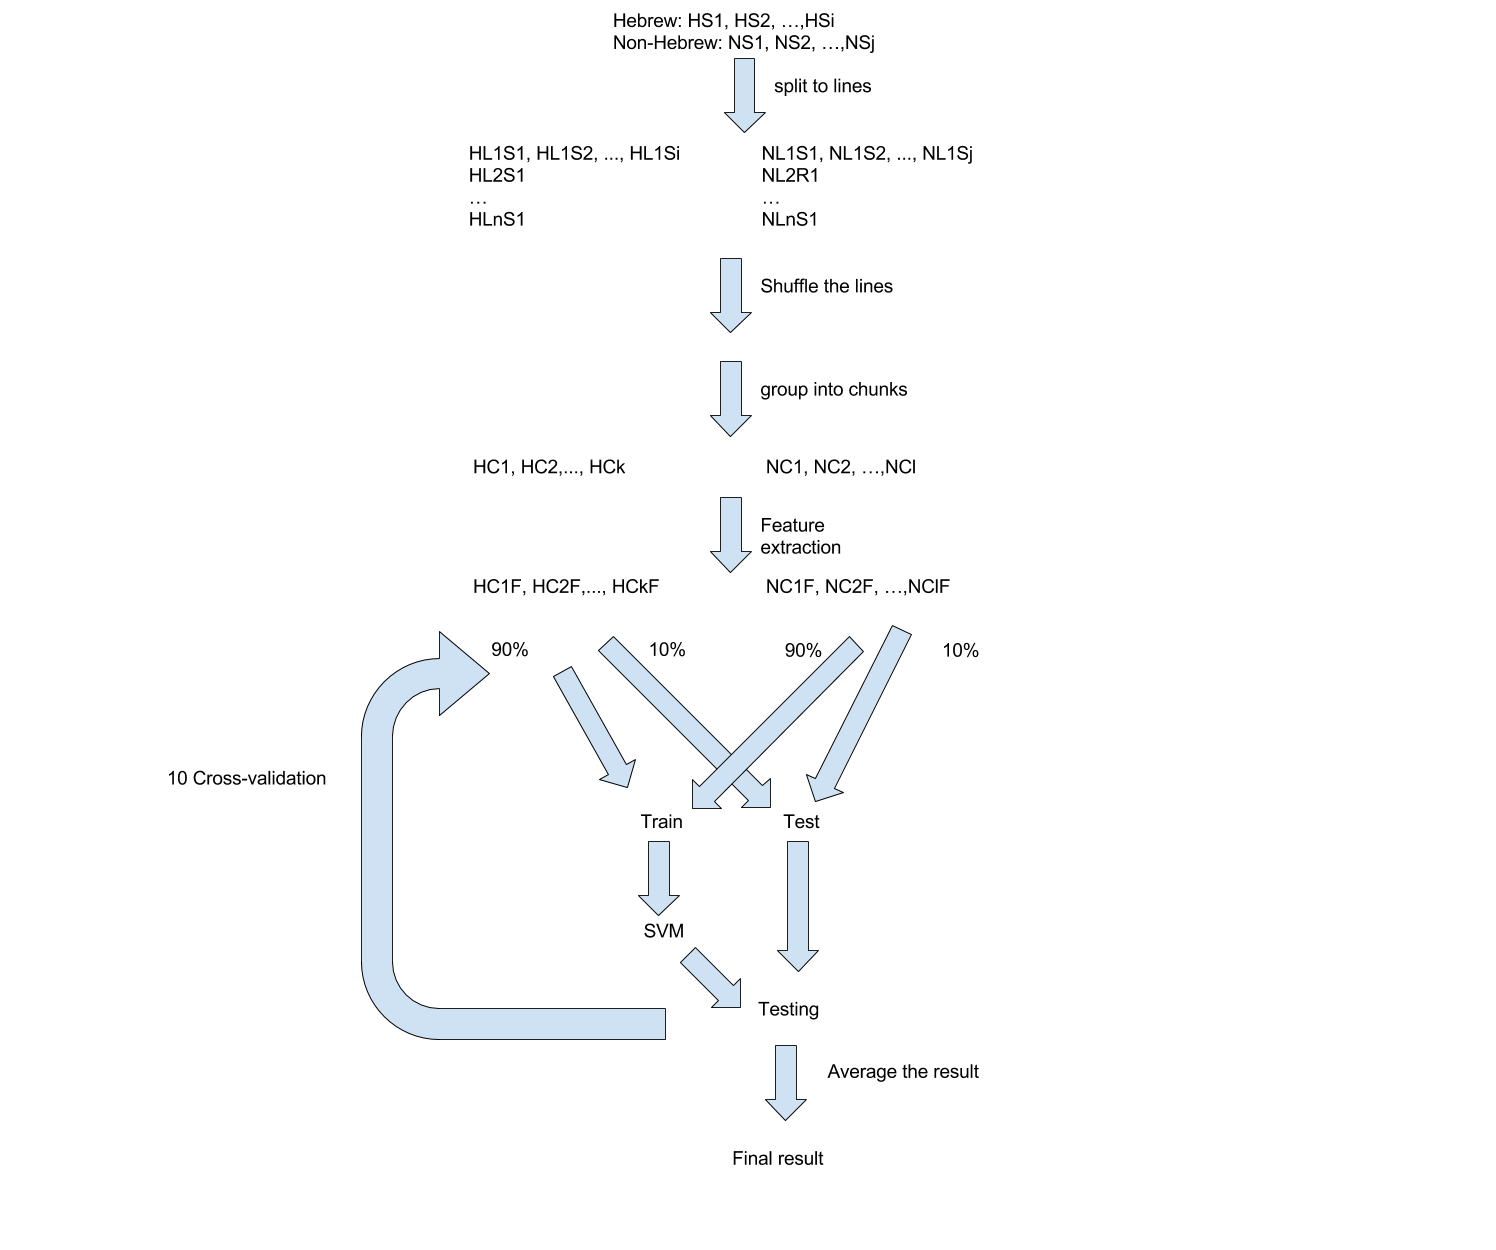 Hebrew: HS1, HS2, …,HSi
Non-Hebrew: NS1, NS2, …,NSj
split to lines
HL1S1, HL1S2, ..., HL1Si
HL2S1
…
HLnS1
NL1S1, NL1S2, ..., NL1Sj
NL2R1
…
NLnS1
Shuffle the lines
group into chunks
HC1, HC2,..., HCk
NC1, NC2, …,NCl
Feature
extraction
HC1F, HC2F,..., HCkF
NC1F, NC2F, …,NClF
90%
10%
90%
10%
10 Cross-validation
Train
Test
SVM
Testing
Average the result
Final result